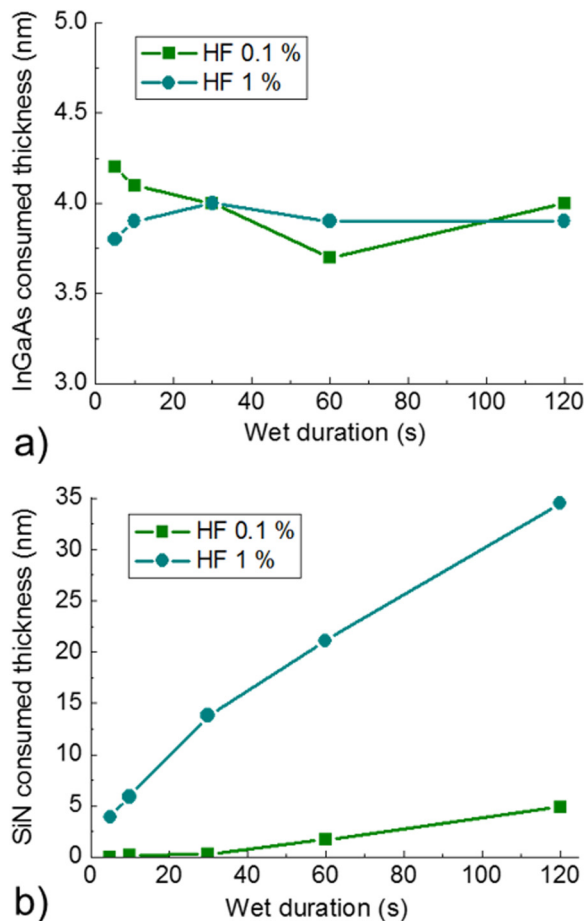 5.0
4.5
4.0
3.5
3.0
InGaAs consumed thickness (nm)
HF 0.1 %
HF 1 %
0 20 40 60 80 100 120
Wet duration (s)
a)
35
30
25
20
15
10
5
0
SiN consumed thickness (nm)
HF 0.1 %
HF 1 %
0 20 40 60 80 100 120
Wet duration (s)
b)